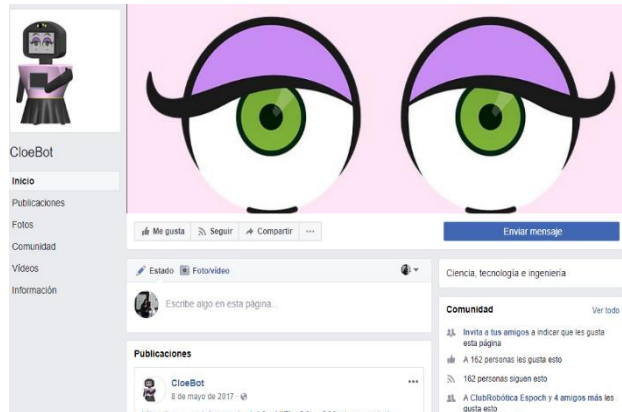 CloeBot
Inicio
Publicaciones
Fotos
Comunidad
Vídeos
Información
Me gusta Seguir Compartir ...
Enviar mensaje
Estado Foto/vídeo
Escribe algo en esta página...
Publicaciones
CloeBot
8 de mayo de 2017
Ciencia, tecnología e ingeniería
Comunidad Ver todo
Invita a tus amigos a indicar que les gusta
esta página
A 162 personas les gusta esto
162 personas siguen esto
A ClubRobótica Espoch y 4 amigos más les
gusta esto